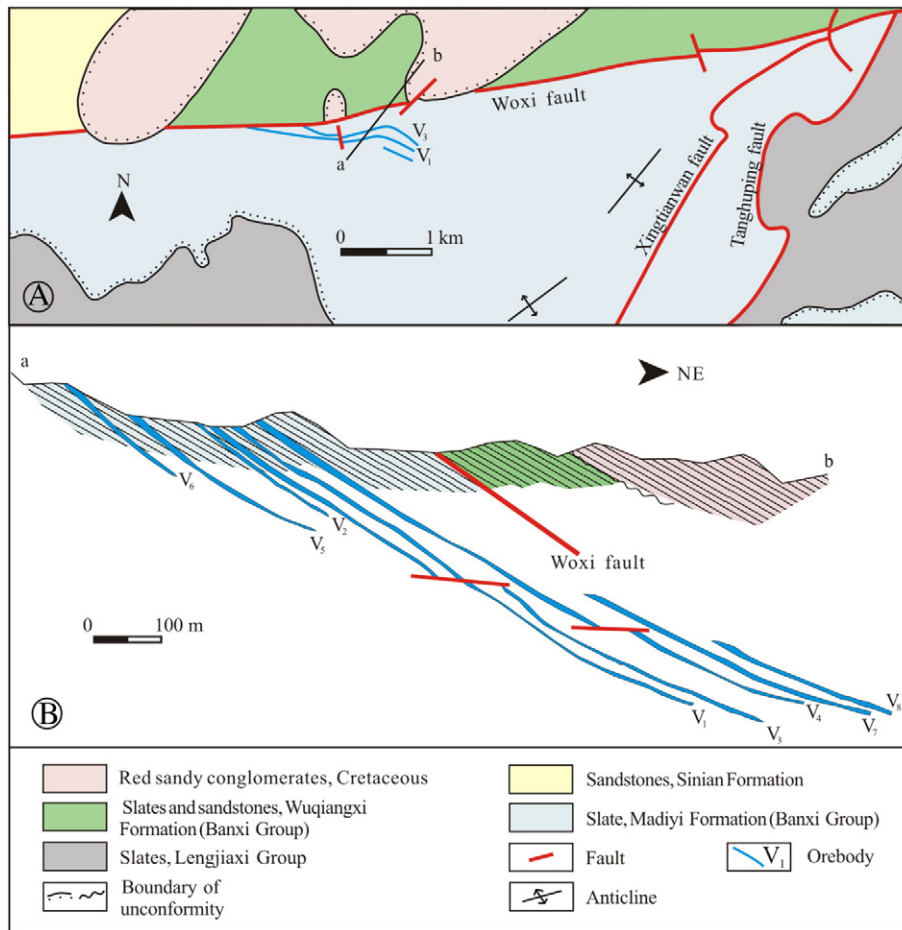 b
Woxi fault
V3
a
V1
N
0 1 km
Xingtianwan fault
Tanghuping fault
A
a
NE
b
V6
V5
V2
Woxi fault
0 100 m
B
V1
V3
V4
V7
V8
Red sandy conglomerates, Cretaceous
Slates and sandstones, Wuqiangxi
Formation (Banxi Group)
Slates, Lengjiaxi Group
Boundary of
unconformity
Sandstones, Sinian Formation
Slate, Madiyi Formation (Banxi Group)
Fault
V1 Orebody
Anticline